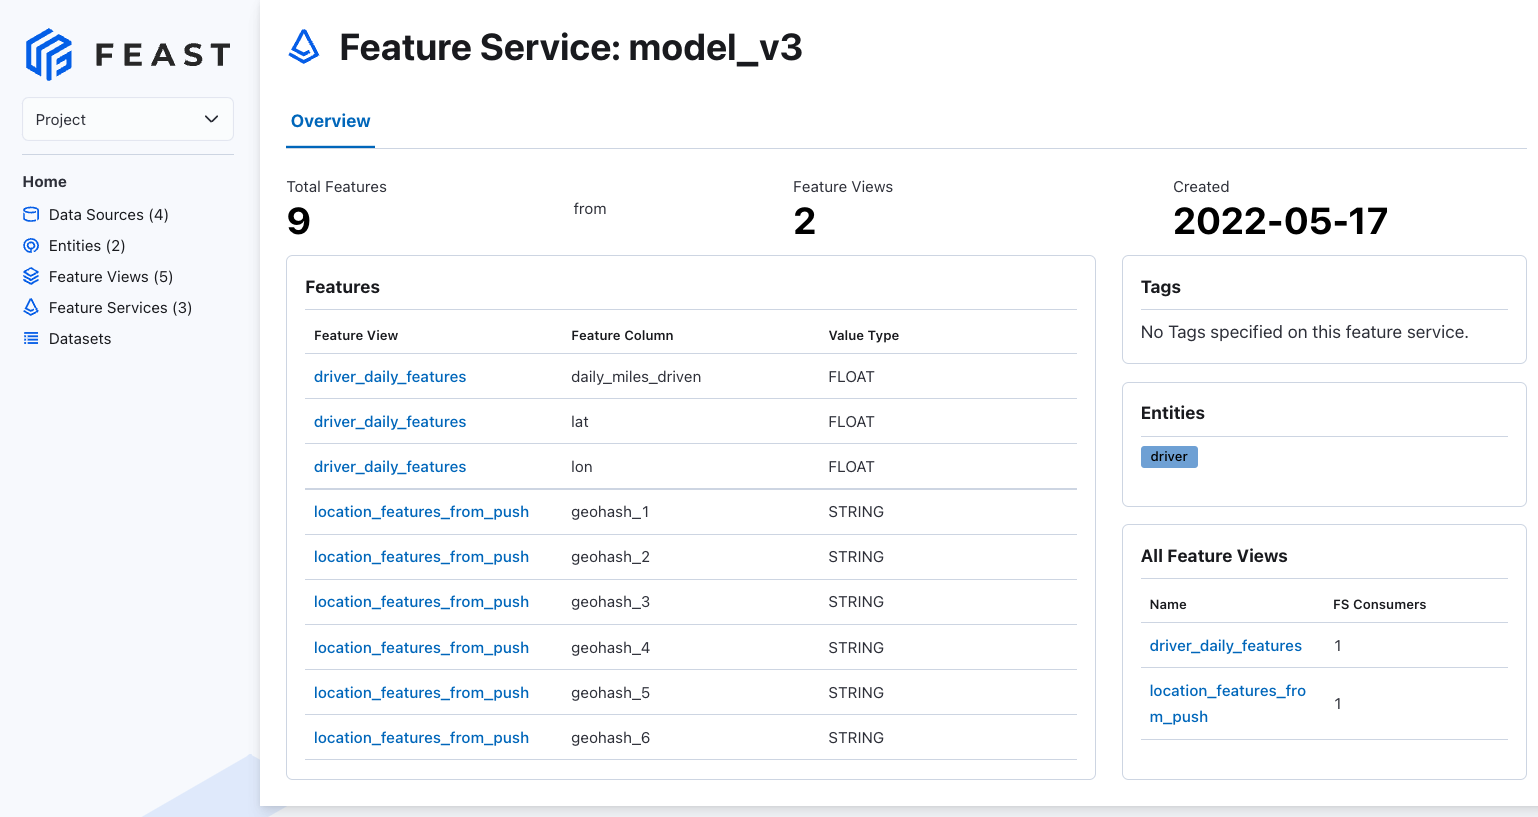 FEAST
Project
Home
Data Sources (4)
Entities (2)
Feature Views (5)
Feature Services (3)
Datasets
Feature Service: model_v3
Overview
Total Features
9
from
Feature Views
2
Created
2022-05-17
Features
Feature View Feature Column Value Type
driver_daily_features daily_miles_driven FLOAT
driver_daily_features lat FLOAT
driver_daily_features lon FLOAT
location_features_from_push geohash_1 STRING
location_features_from_push geohash_2 STRING
location_features_from_push geohash_3 STRING
location_features_from_push geohash_4 STRING
location_features_from_push geohash_5 STRING
location_features_from_push geohash_6 STRING
Tags
No Tags specified on this feature service.
Entities
driver
All Feature Views
Name FS Consumers
driver_daily_features 1
location_features_fro
m_push 1